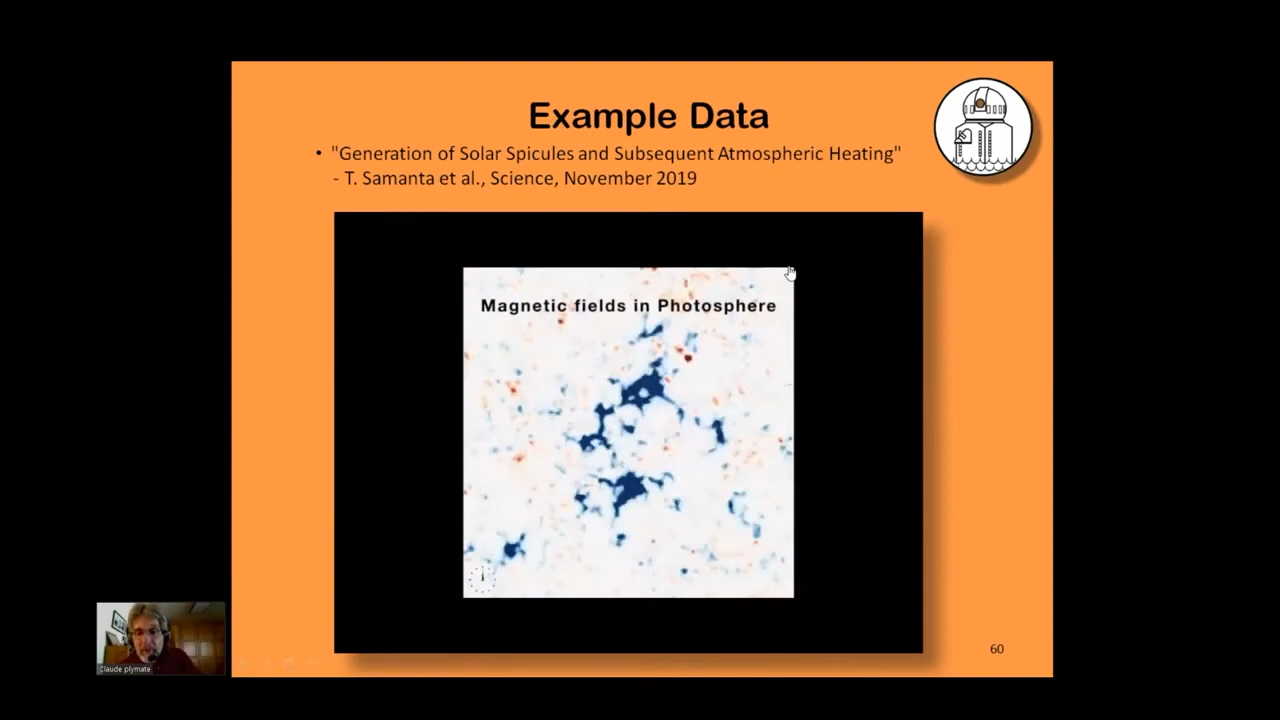 Example Data
• "Generation of Solar Spicules and Subsequent Atmospheric Heating"
- T. Samanta et al., Science, November 2019
Magnetic fields in Photosphere
Claude plymate
60